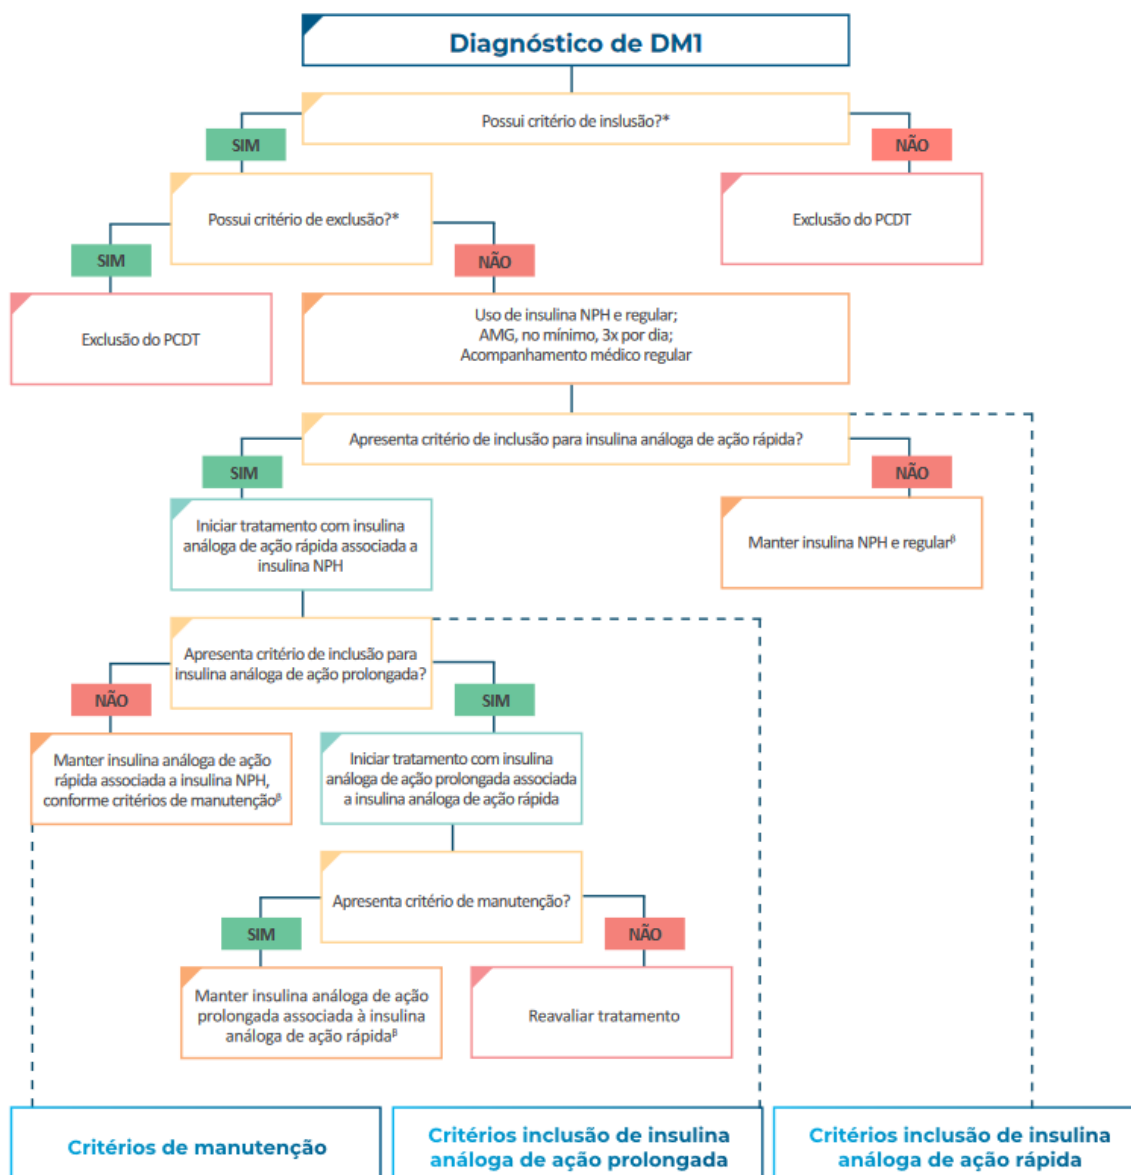 Diagnóstico de DM1
Possui critério de inslusão?*
SIM
NÃO
Possui critério de exclusão?*
Exclusão do PCDT
SIM
NÃO
Exclusão do PCDT
Uso de insulina NPH e regular;
AMG, no mínimo, 3x por dia;
Acompanhamento médico regular
Apresenta critério de inclusão para insulina análoga de ação rápida?
SIM
NÃO
Iniciar tratamento com insulina
análoga de ação rápida associada a
insulina NPH
Manter insulina NPH e regularᵝ
Apresenta critério de inclusão para
insulina análoga de ação prolongada?
NÃO
SIM
Manter insulina análoga de ação
rápida associada a insulina NPH,
conforme critérios de manutençãoᵝ
Iniciar tratamento com insulina
análoga de ação prolongada associada
a insulina análoga de ação rápida
Apresenta critério de manutenção?
SIM
NÃO
Manter insulina análoga de ação
prolongada associada à insulina
análoga de ação rápidaᵝ
Reavaliar tratamento
Critérios de manutenção
Critérios inclusão de insulina
análoga de ação prolongada
Critérios inclusão de insulina
análoga de ação rápida